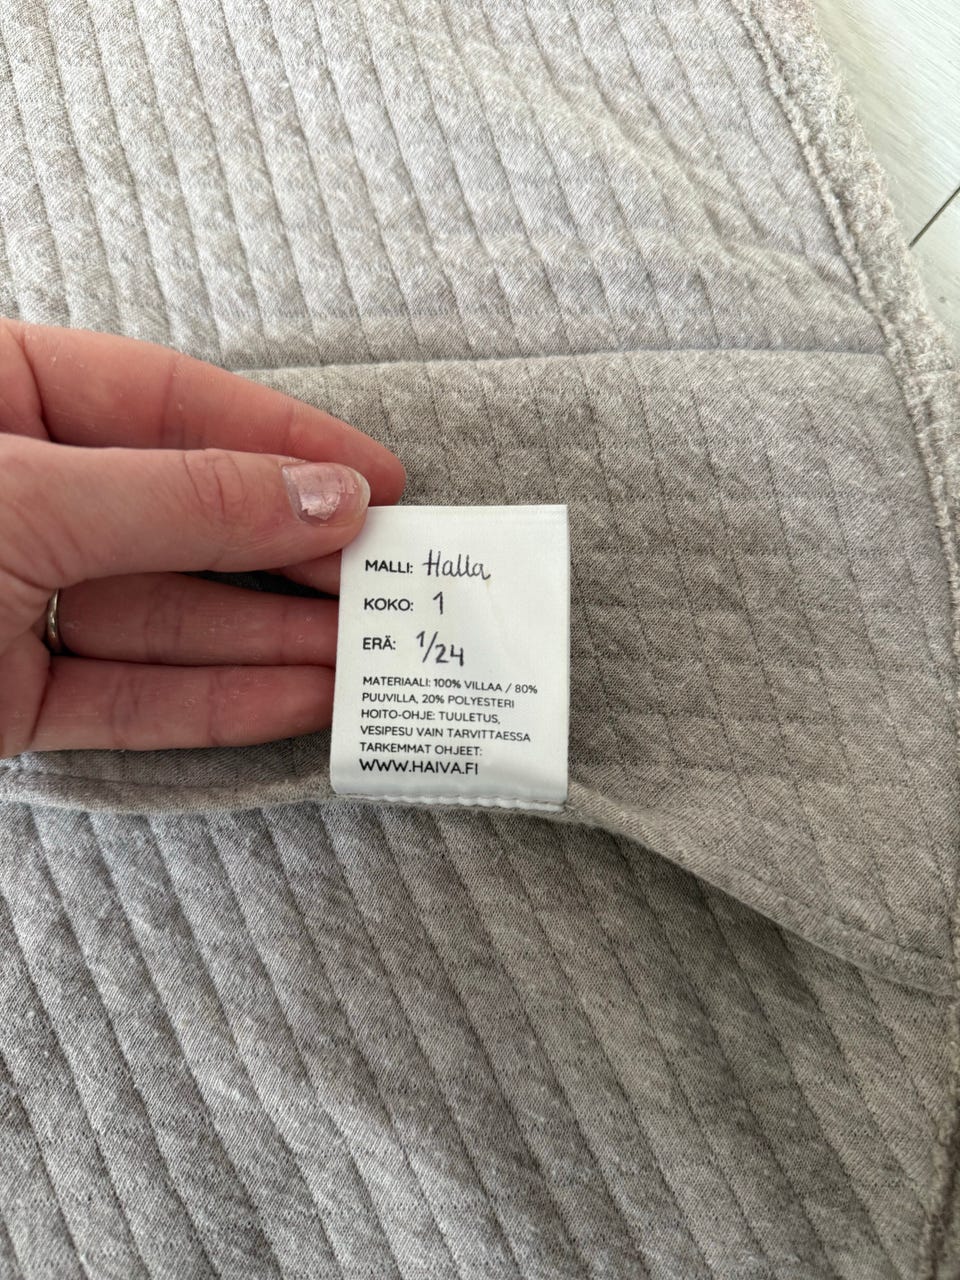 MALLI: Halla
KOKO: 1
ERÄ: 1/24
MATERIAALI: 100% VILLAA / 80%
PUUVILLA, 20% POLYESTERI
HOITO-OHJE: TUULETUS,
VESIPESU VAIN TARVITTAESSA
TARKEMMAT OHJEET:
WWW.HAIVA.FI